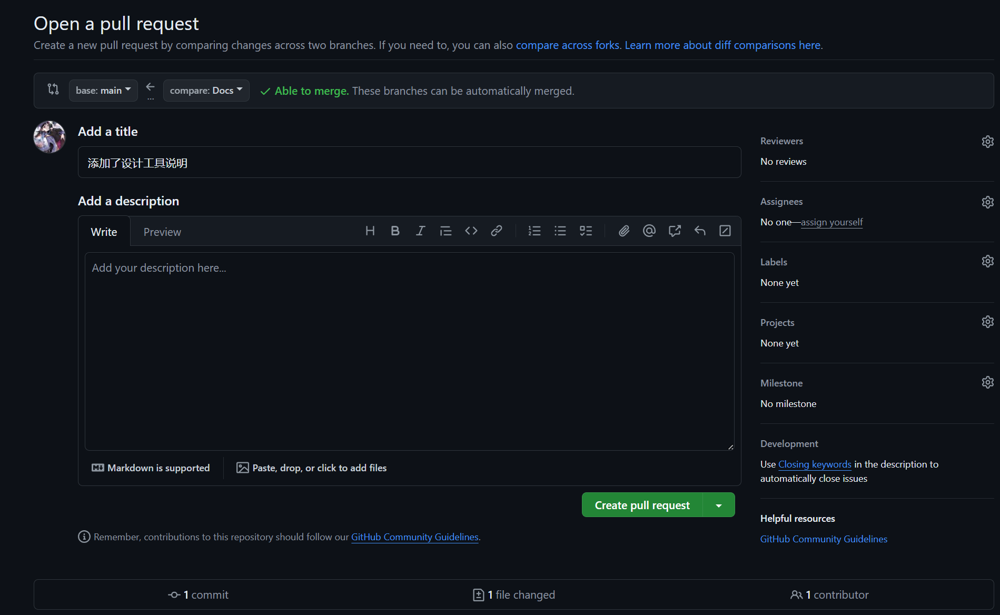 Open a pull request
Create a new pull request by comparing changes across two branches. If you need to, you can also compare across forks. Learn more about diff comparisons here.
base: main
...
compare: Docs
Able to merge. These branches can be automatically merged.
Add a title
添加了设计工具说明
Add a description
Write
Preview
Add your description here...
Markdown is supported
Paste, drop, or click to add files
Create pull request
Remember, contributions to this repository should follow our GitHub Community Guidelines.
Reviewers
No reviews
Assignees
No one—assign yourself
Labels
None yet
Projects
None yet
Milestone
No milestone
Development
Use Closing keywords in the description to
automatically close issues
Helpful resources
GitHub Community Guidelines
1 commit
1 file changed
1 contributor